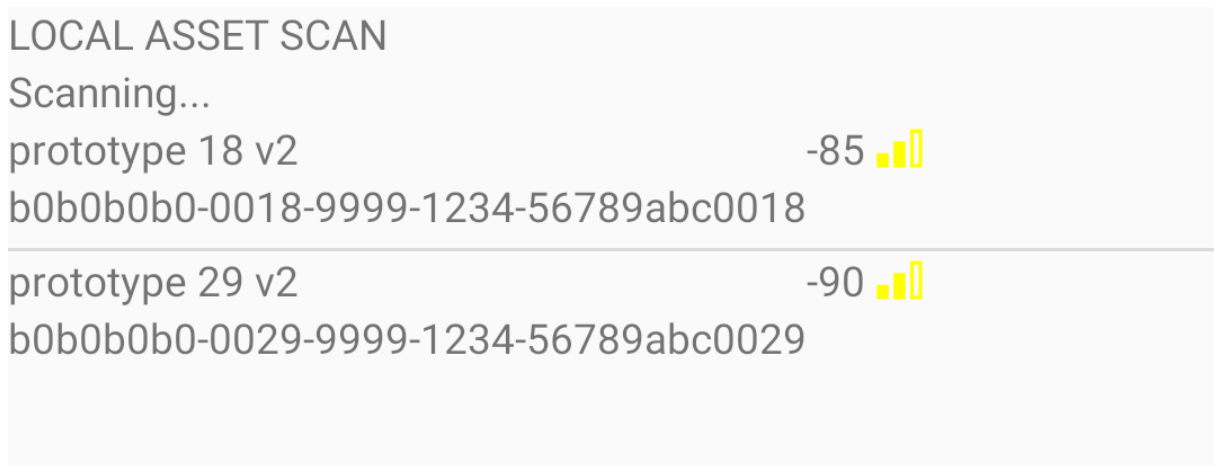 LOCAL ASSET SCAN
Scanning...
prototype 18 v2 -85
b0b0b0b0-0018-9999-1234-56789abc0018
prototype 29 v2 -90
b0b0b0b0-0029-9999-1234-56789abc0029